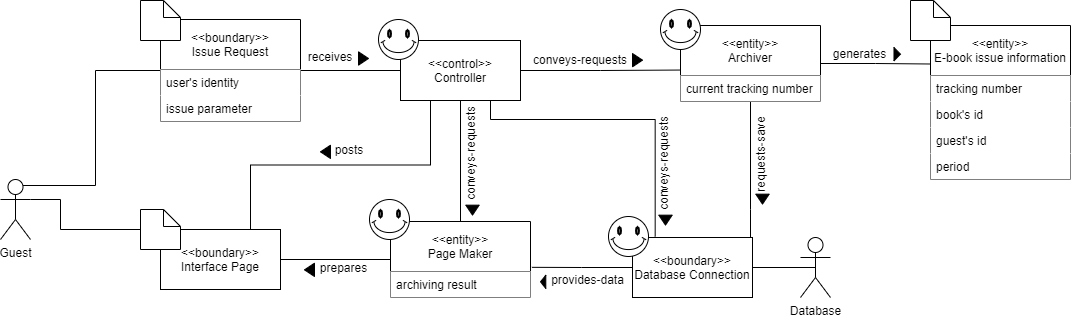 <<boundary>>
Issue Request
user's identity
issue parameter
receives
<<control>>
Controller
conveys-requests
<<entity>>
Archiver
current tracking number
generates
<<entity>>
E-book issue information
tracking number
book's id
guest's id
period
posts
conveys-requests
conveys-requests
requests-save
Guest
<<boundary>>
Interface Page
prepares
<<entity>>
Page Maker
archiving result
provides-data
<<boundary>>
Database Connection
Database